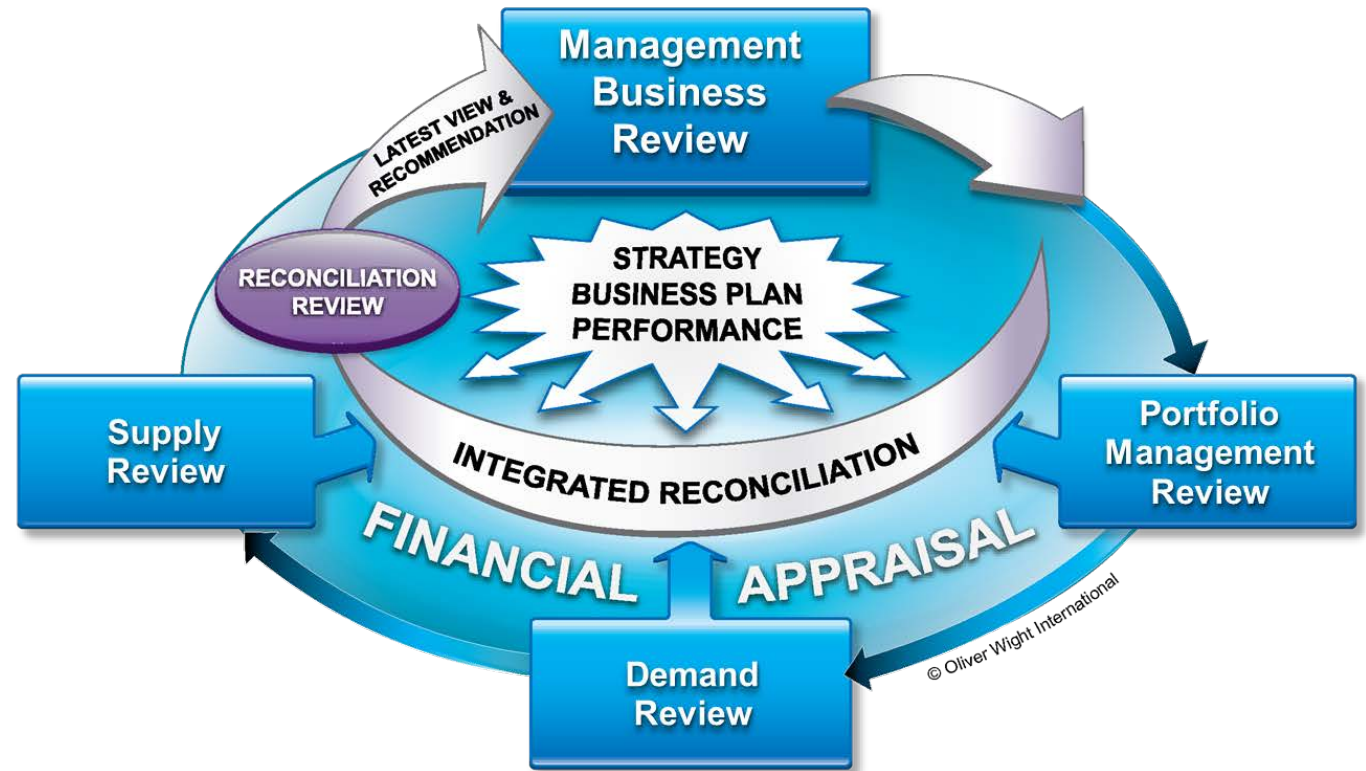 Management
Business
Review
LATEST VIEW &
RECOMMENDATION
RECONCILIATION
REVIEW
STRATEGY
BUSINESS PLAN
PERFORMANCE
Supply
Review
Portfolio
Management
Review
INTEGRATED RECONCILIATION
FINANCIAL APPRAISAL
© Oliver Wight International
Demand
Review